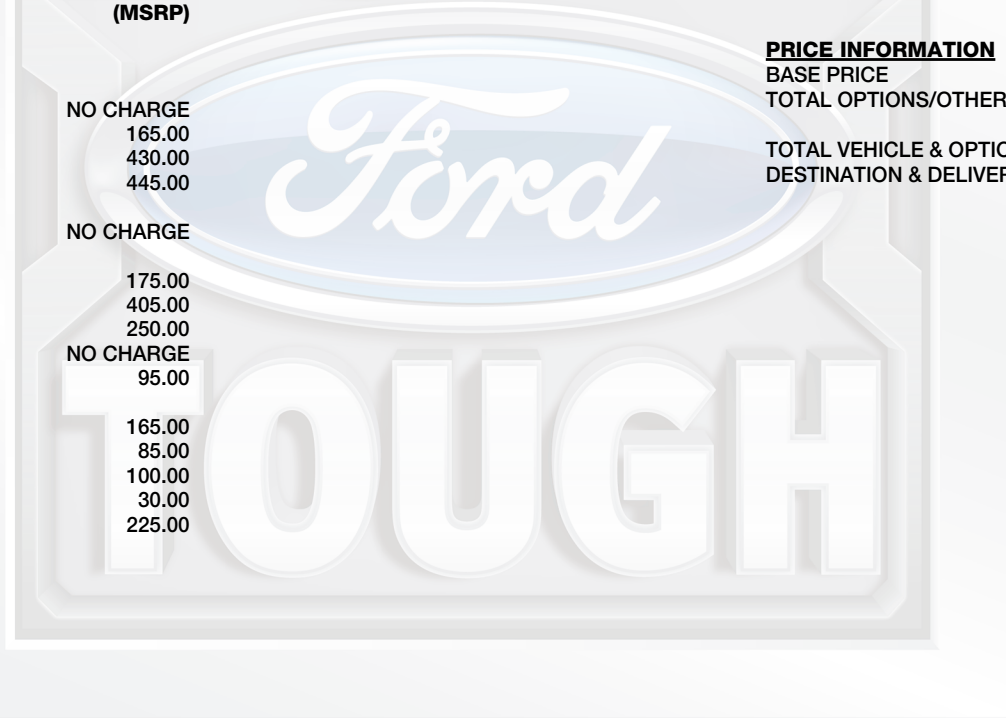 (MSRP)
NO CHARGE
165.00
430.00
445.00
NO CHARGE
175.00
405.00
250.00
NO CHARGE
95.00
165.00
85.00
100.00
30.00
225.00
PRICE INFORMATION
BASE PRICE
TOTAL OPTIONS/OTHER
TOTAL VEHICLE & OPTIO
DESTINATION & DELIVER
Ford
TOUGH